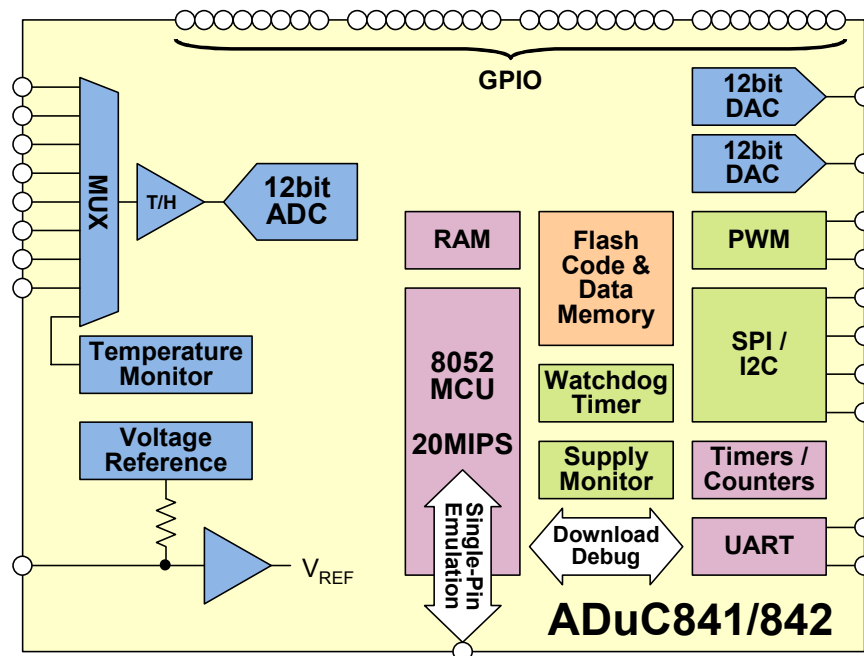 GPIO
12bit
DAC
12bit
DAC
MUX
T/H
12bit
ADC
RAM
Flash
Code &
Data
Memory
PWM
Temperature
Monitor
8052
MCU
20MIPS
Watchdog
Timer
SPI /
I2C
Voltage
Reference
Supply
Monitor
Timers /
Counters
Single-Pin
Emulation
Download
Debug
UART
VREF
ADuC841/842